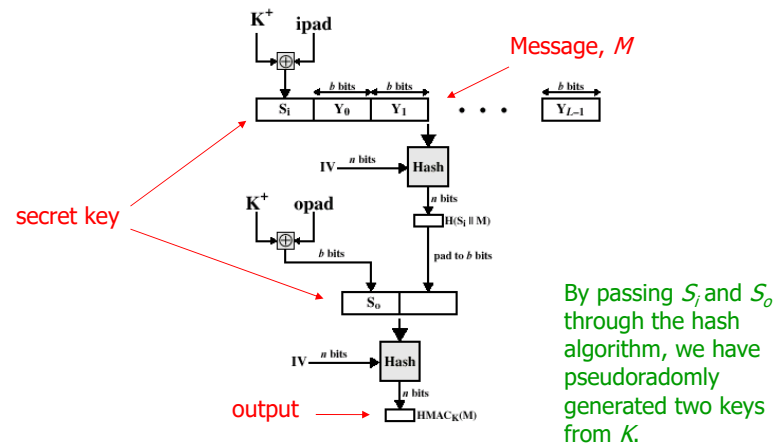 K+ ipad
Message, M
⊕
b bits b bits b bits
Si Y0 Y1 • • • YL–1
IV n bits Hash
n bits
secret key
K+ opad
H(Si || M)
⊕
b bits
pad to b bits
So
By passing Si and So
through the hash
algorithm, we have
pseudoradomly
generated two keys
from K.
IV n bits Hash
n bits
output
HMACK(M)